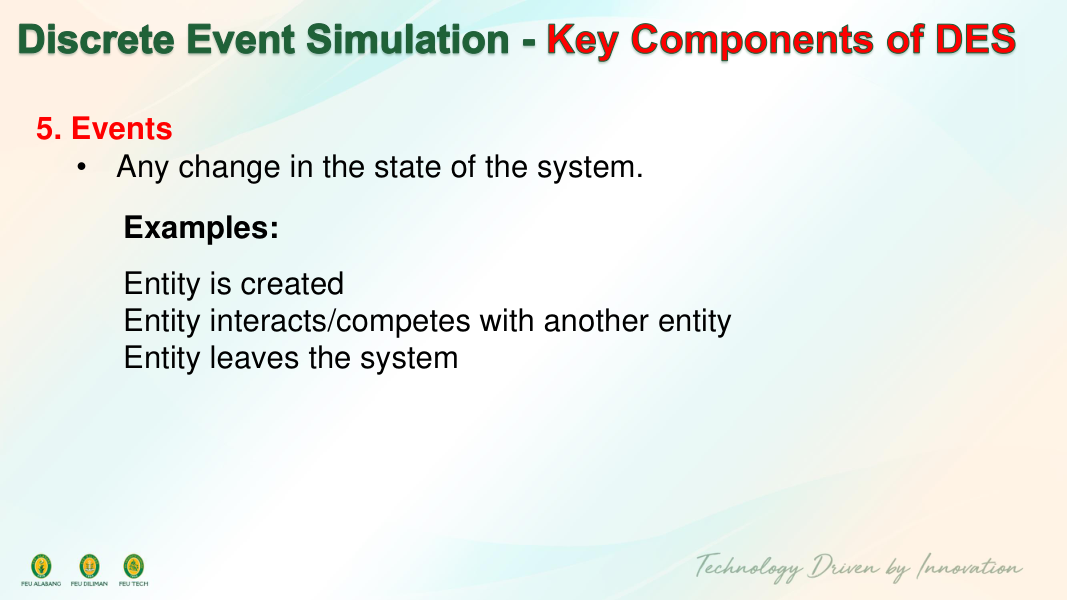 Discrete Event Simulation - Key Components of DES
5. Events
• Any change in the state of the system.
Examples:
Entity is created
Entity interacts/competes with another entity
Entity leaves the system
FEU ALABANG FEU DILIMAN FEU TECH
Technology Driven by Innovation